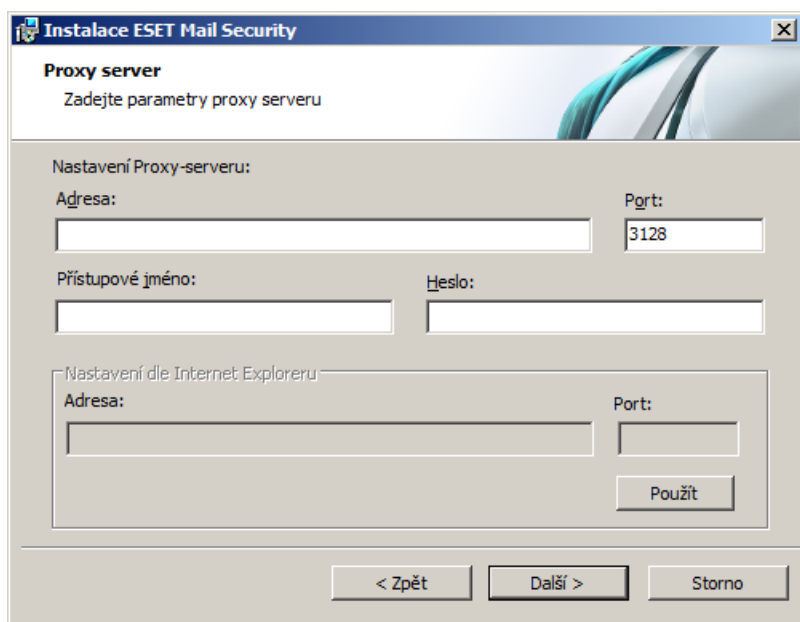 Instalace ESET Mail Security
Proxy server
Zadejte parametry proxy serveru
Nastavení Proxy-serveru:
Adresa: Port:
3128
Přístupové jméno: Heslo:
Nastavení dle Internet Exploreru
Adresa: Port:
Použít
< Zpět Další > Storno